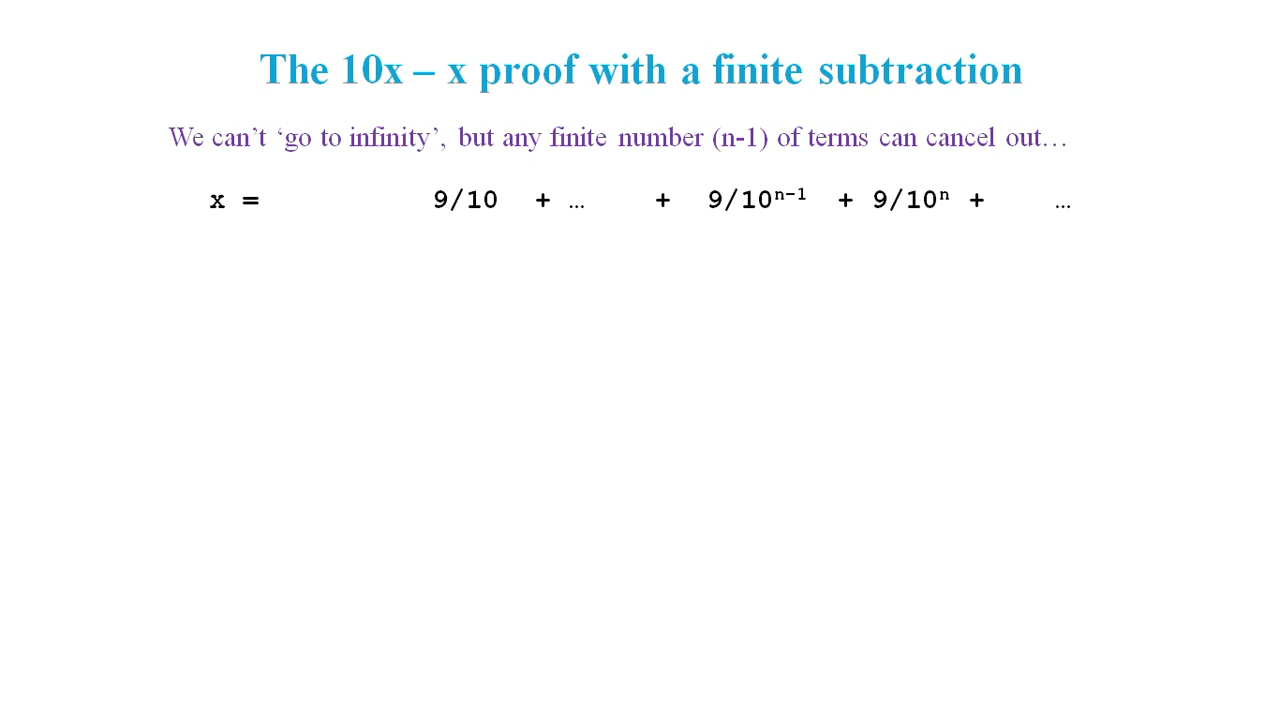 The 10x – x proof with a finite subtraction
We can’t ‘go to infinity’, but any finite number (n-1) of terms can cancel out…
x = 9/10 + … + 9/10ⁿ⁻¹ + 9/10ⁿ + …